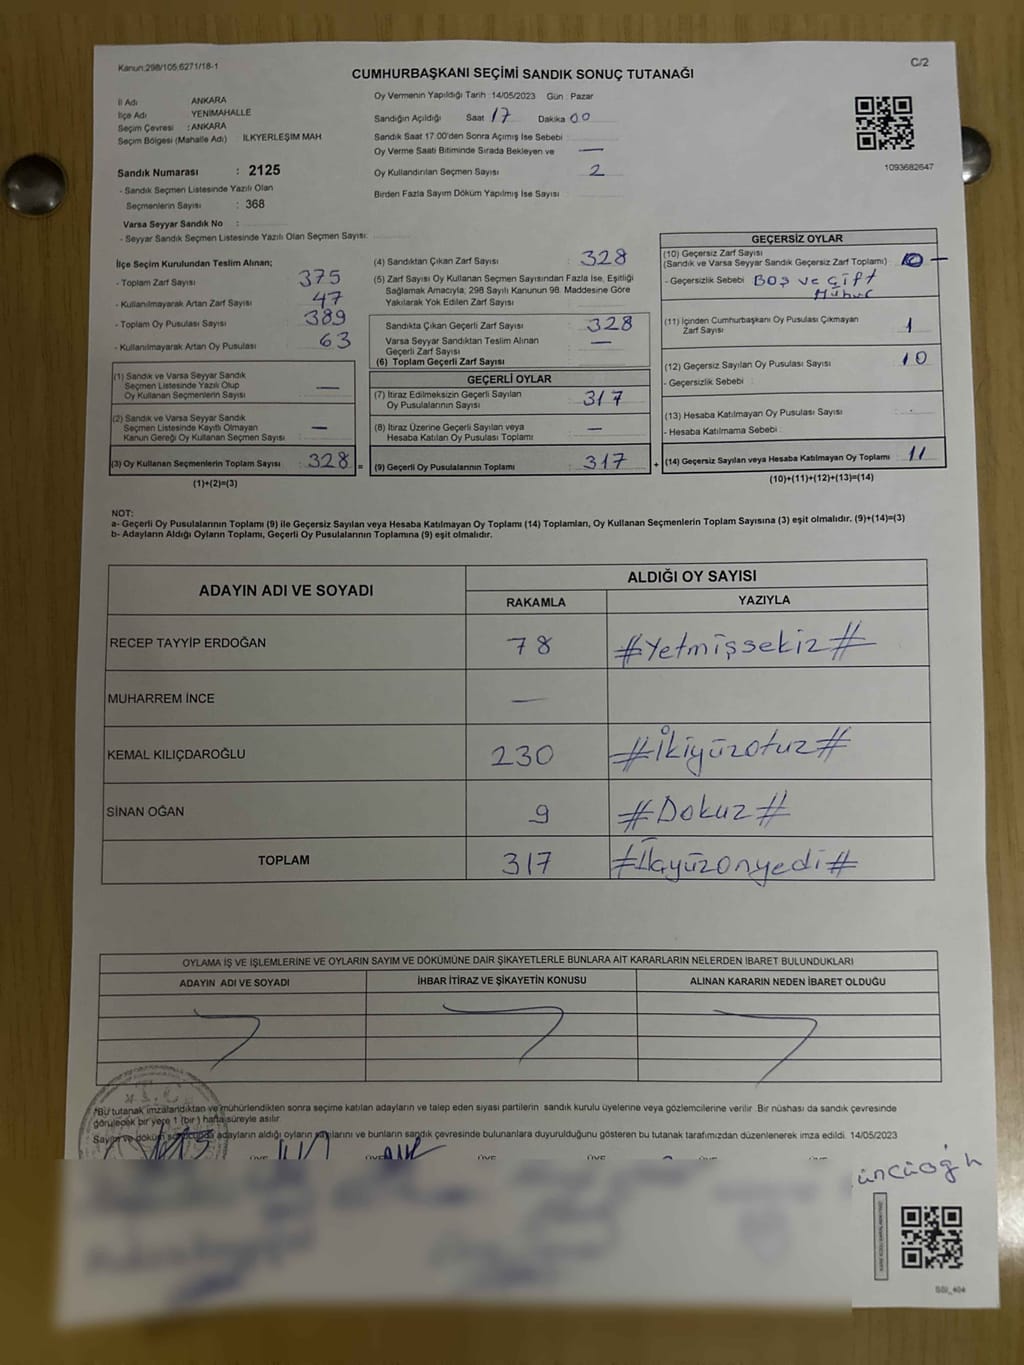 Kanun:298/105;6271/18-1
C/2
CUMHURBAŞKANI SEÇİMİ SANDIK SONUÇ TUTANAĞI
İl Adı ANKARA
İlçe Adı YENİMAHALLE
Seçim Çevresi : ANKARA
Seçim Bölgesi (Mahalle Adı) İLKYERLEŞİM MAH
Sandık Numarası : 2125
- Sandık Seçmen Listesinde Yazılı Olan
Seçmenlerin Sayısı : 368
Varsa Seyyar Sandık No :
- Seyyar Sandık Seçmen Listesinde Yazılı Olan Seçmen Sayısı:
Oy Vermenin Yapıldığı Tarih :14/05/2023 Gün : Pazar
Sandığın Açıldığı Saat 17 Dakika 00
Sandık Saat 17:00'den Sonra Açımış İse Sebebi :
Oy Verme Saati Bitiminde Sırada Bekleyen ve —
Oy Kullandırılan Seçmen Sayısı 2
Birden Fazla Sayım Döküm Yapılmış İse Sayısı
1093682647
İlçe Seçim Kurulundan Teslim Alınan;
- Toplam Zarf Sayısı 375
- Kullanılmayarak Artan Zarf Sayısı : 47
- Toplam Oy Pusulası Sayısı 389
- Kullanılmayarak Artan Oy Pusulası 63
(1) Sandık ve Varsa Seyyar Sandık
Seçmen Listesinde Yazılı Olup
Oy Kullanan Seçmenlerin Sayısı : —
(2) Sandık ve Varsa Seyyar Sandık
Seçmen Listesinde Kayıtlı Olmayan
Kanun Gereği Oy Kullanan Seçmen Sayısı : —
(3) Oy Kullanan Seçmenlerin Toplam Sayısı : 328 =
(1)+(2)=(3)
(4) Sandıktan Çıkan Zarf Sayısı : 328
(5) Zarf Sayısı Oy Kullanan Seçmen Sayısından Fazla İse, Eşitliği
Sağlamak Amacıyla, 298 Sayılı Kanunun 98. Maddesine Göre
Yakılarak Yok Edilen Zarf Sayısı :
Sandıkta Çıkan Geçerli Zarf Sayısı : 328
Varsa Seyyar Sandıktan Teslim Alınan
Geçerli Zarf Sayısı : —
(6) Toplam Geçerli Zarf Sayısı
GEÇERLİ OYLAR
(7) İtiraz Edilmeksizin Geçerli Sayılan
Oy Pusulalarının Sayısı : 317
(8) İtiraz Üzerine Geçerli Sayılan veya
Hesaba Katılan Oy Pusulası Toplamı : —
(9) Geçerli Oy Pusulalarının Toplamı : 317 +
GEÇERSİZ OYLAR
(10) Geçersiz Zarf Sayısı
(Sandık ve Varsa Seyyar Sandık Geçersiz Zarf Toplamı) : —
- Geçersizlik Sebebi Boş ve Çift
Mühür
(11) İçinden Cumhurbaşkanı Oy Pusulası Çıkmayan
Zarf Sayısı : 1
(12) Geçersiz Sayılan Oy Pusulası Sayısı : 10
- Geçersizlik Sebebi :
(13) Hesaba Katılmayan Oy Pusulası Sayısı :
- Hesaba Katılmama Sebebi :
(14) Geçersiz Sayılan veya Hesaba Katılmayan Oy Toplamı : 11
(10)+(11)+(12)+(13)=(14)
NOT:
a- Geçerli Oy Pusulalarının Toplamı (9) ile Geçersiz Sayılan veya Hesaba Katılmayan Oy Toplamı (14) Toplamları, Oy Kullanan Seçmenlerin Toplam Sayısına (3) eşit olmalıdır. (9)+(14)=(3)
b- Adayların Aldığı Oyların Toplamı, Geçerli Oy Pusulalarının Toplamına (9) eşit olmalıdır.
ADAYIN ADI VE SOYADI ALDIĞI OY SAYISI
RAKAMLA YAZIYLA
RECEP TAYYİP ERDOĞAN 78 #Yetmişsekiz#
MUHARREM İNCE —
KEMAL KILIÇDAROĞLU 230 #İkiyüzotuz#
SİNAN OĞAN 9 #Dokuz#
TOPLAM 317
OYLAMA İŞ VE İŞLEMLERİNE VE OYLARIN SAYIM VE DÖKÜMÜNE DAİR ŞİKAYETLERLE BUNLARA AİT KARARLARIN NELERDEN İBARET BULUNDUKLARI
ADAYIN ADI VE SOYADI İHBAR İTİRAZ VE ŞİKAYETİN KONUSU ALINAN KARARIN NEDEN İBARET OLDUĞU
*Bu tutanak imzalandıktan ve mühürlendikten sonra seçime katılan adayların ve talep eden siyasi partilerin sandık kurulu üyelerine veya gözlemcilerine verilir. Bir nüshası da sandık çevresinde
görülecek bir yere 1 (bir) hafta süreyle asılır.
Sayım ve döküm adayların aldığı oyların ve bunların sandık çevresinde bulunanlara duyurulduğunu gösteren bu tutanak tarafımızdan düzenlenerek imza edildi. 14/05/2023